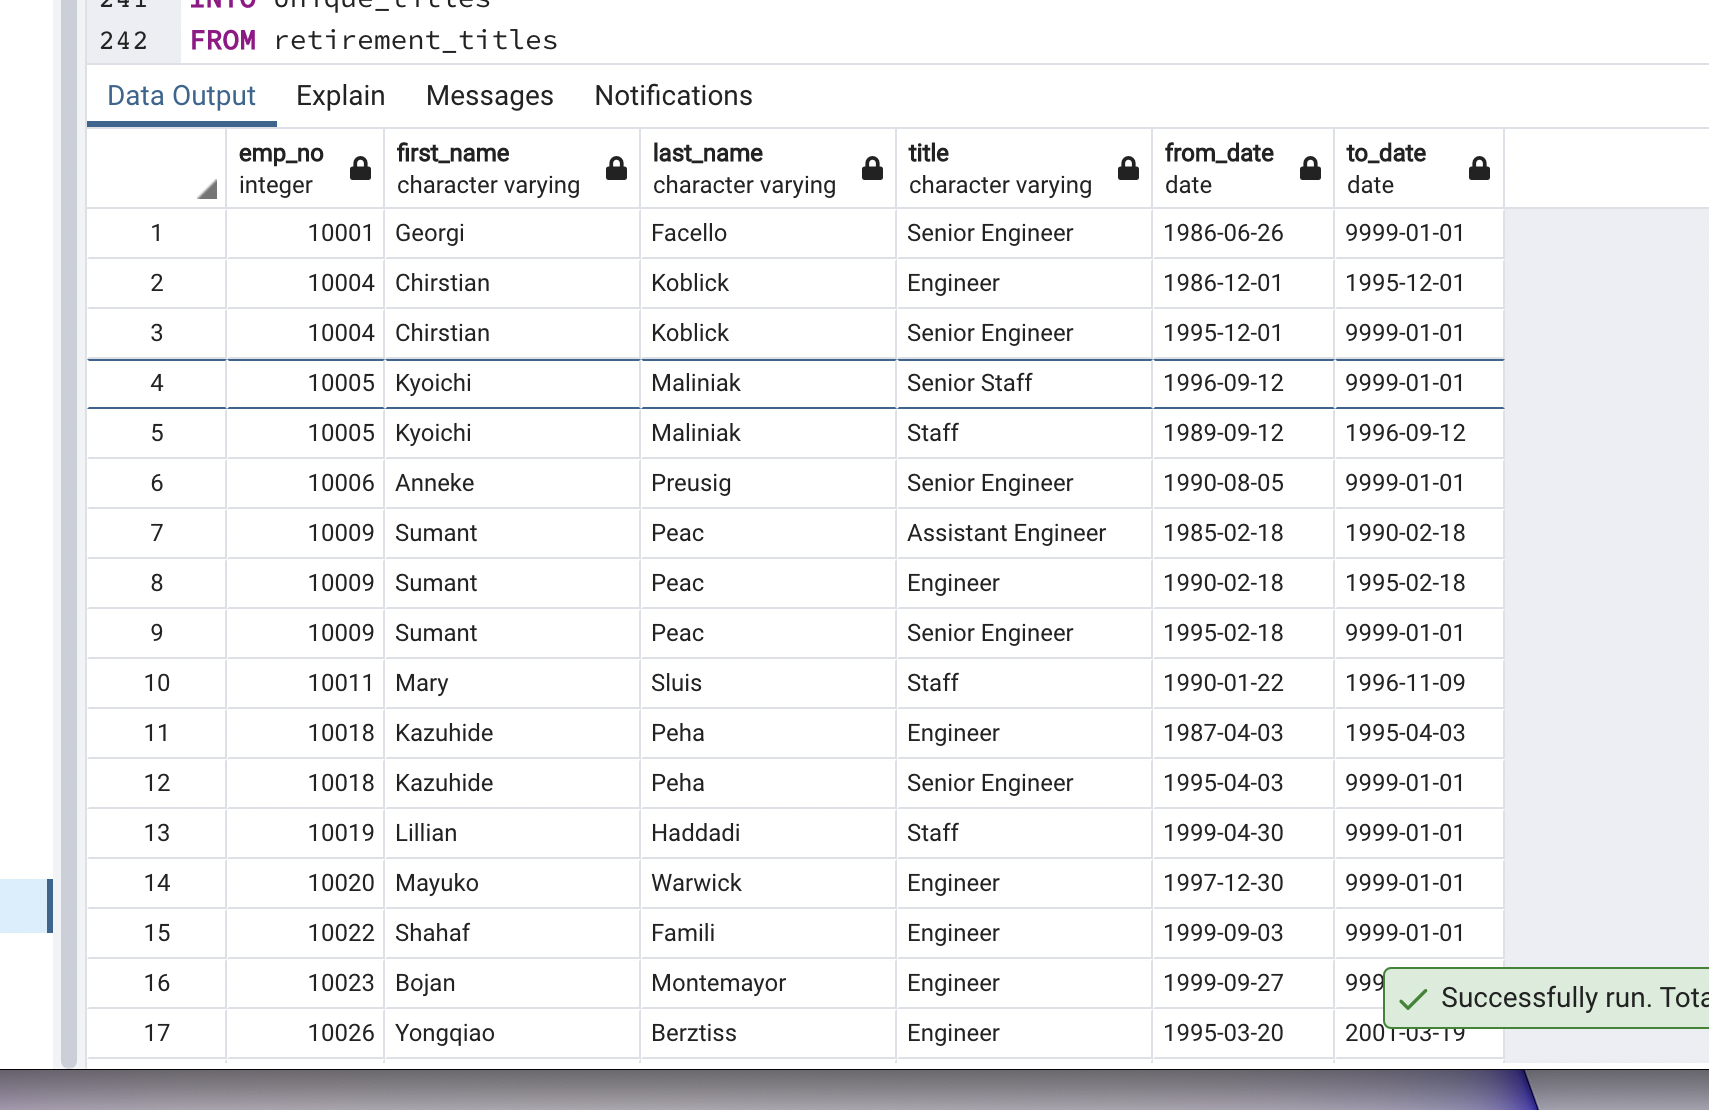 241 INTO unique_titles
242 FROM retirement_titles
Data Output Explain Messages Notifications
emp_no first_name last_name title from_date to_date
integer character varying character varying character varying date date
1 10001 Georgi Facello Senior Engineer 1986-06-26 9999-01-01
2 10004 Chirstian Koblick Engineer 1986-12-01 1995-12-01
3 10004 Chirstian Koblick Senior Engineer 1995-12-01 9999-01-01
4 10005 Kyoichi Maliniak Senior Staff 1996-09-12 9999-01-01
5 10005 Kyoichi Maliniak Staff 1989-09-12 1996-09-12
6 10006 Anneke Preusig Senior Engineer 1990-08-05 9999-01-01
7 10009 Sumant Peac Assistant Engineer 1985-02-18 1990-02-18
8 10009 Sumant Peac Engineer 1990-02-18 1995-02-18
9 10009 Sumant Peac Senior Engineer 1995-02-18 9999-01-01
10 10011 Mary Sluis Staff 1990-01-22 1996-11-09
11 10018 Kazuhide Peha Engineer 1987-04-03 1995-04-03
12 10018 Kazuhide Peha Senior Engineer 1995-04-03 9999-01-01
13 10019 Lillian Haddadi Staff 1999-04-30 9999-01-01
14 10020 Mayuko Warwick Engineer 1997-12-30 9999-01-01
15 10022 Shahaf Famili Engineer 1999-09-03 9999-01-01
16 10023 Bojan Montemayor Engineer 1999-09-27 999
Successfully run. Tota
17 10026 Yongqiao Berztiss Engineer 1995-03-20 2001-03-19